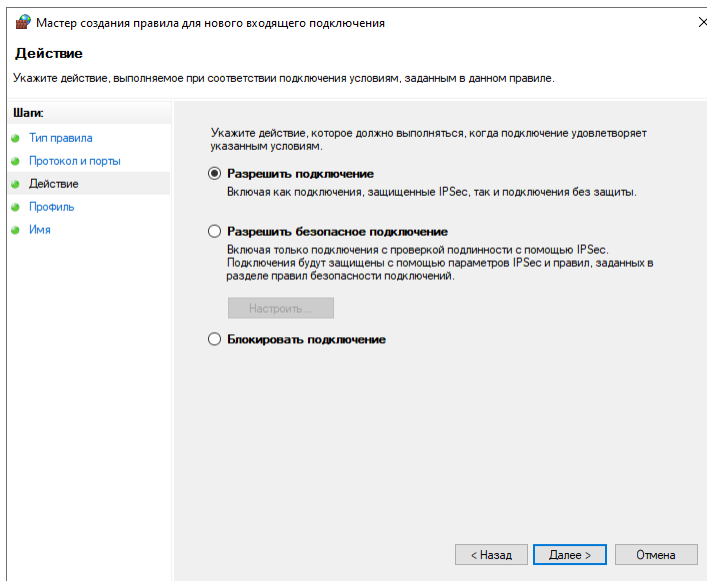 Мастер создания правила для нового входящего подключения
Действие
Укажите действие, выполняемое при соответствии подключения условиям, заданным в данном правиле.
Шаги:
Тип правила
Протокол и порты
Действие
Профиль
Имя
Укажите действие, которое должно выполняться, когда подключение удовлетворяет
указанным условиям.
Разрешить подключение
Включая как подключения, защищенные IPSec, так и подключения без защиты.
Разрешить безопасное подключение
Включая только подключения с проверкой подлинности с помощью IPSec.
Подключения будут защищены с помощью параметров IPSec и правил, заданных в
разделе правил безопасности подключений.
Настроить...
Блокировать подключение
< Назад
Далее >
Отмена